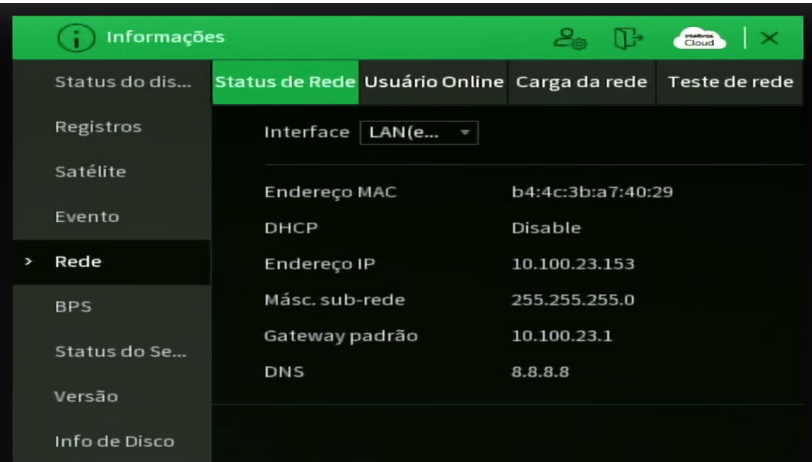 Informações
intelbras
Cloud
Status do dis...
Registros
Satélite
Evento
> Rede
BPS
Status do Se...
Versão
Info de Disco
Status de Rede Usuário Online Carga da rede Teste de rede
Interface LAN(e...
Endereço MAC b4:4c:3b:a7:40:29
DHCP Disable
Endereço IP 10.100.23.153
Másc. sub-rede 255.255.255.0
Gateway padrão 10.100.23.1
DNS 8.8.8.8